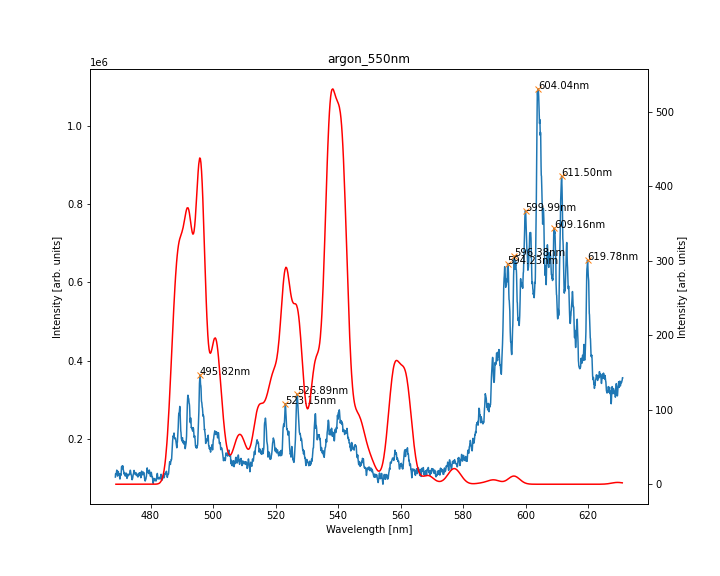 argon_550nm
1e6
604.04nm
611.50nm
599.99nm
609.16nm
596.38nm
594.23nm
619.78nm
495.82nm
526.89nm
523.15nm
1.0
0.8
0.6
0.4
0.2
500
400
300
200
100
0
Intensity [arb. units]
Intensity [arb. units]
480 500 520 540 560 580 600 620
Wavelength [nm]